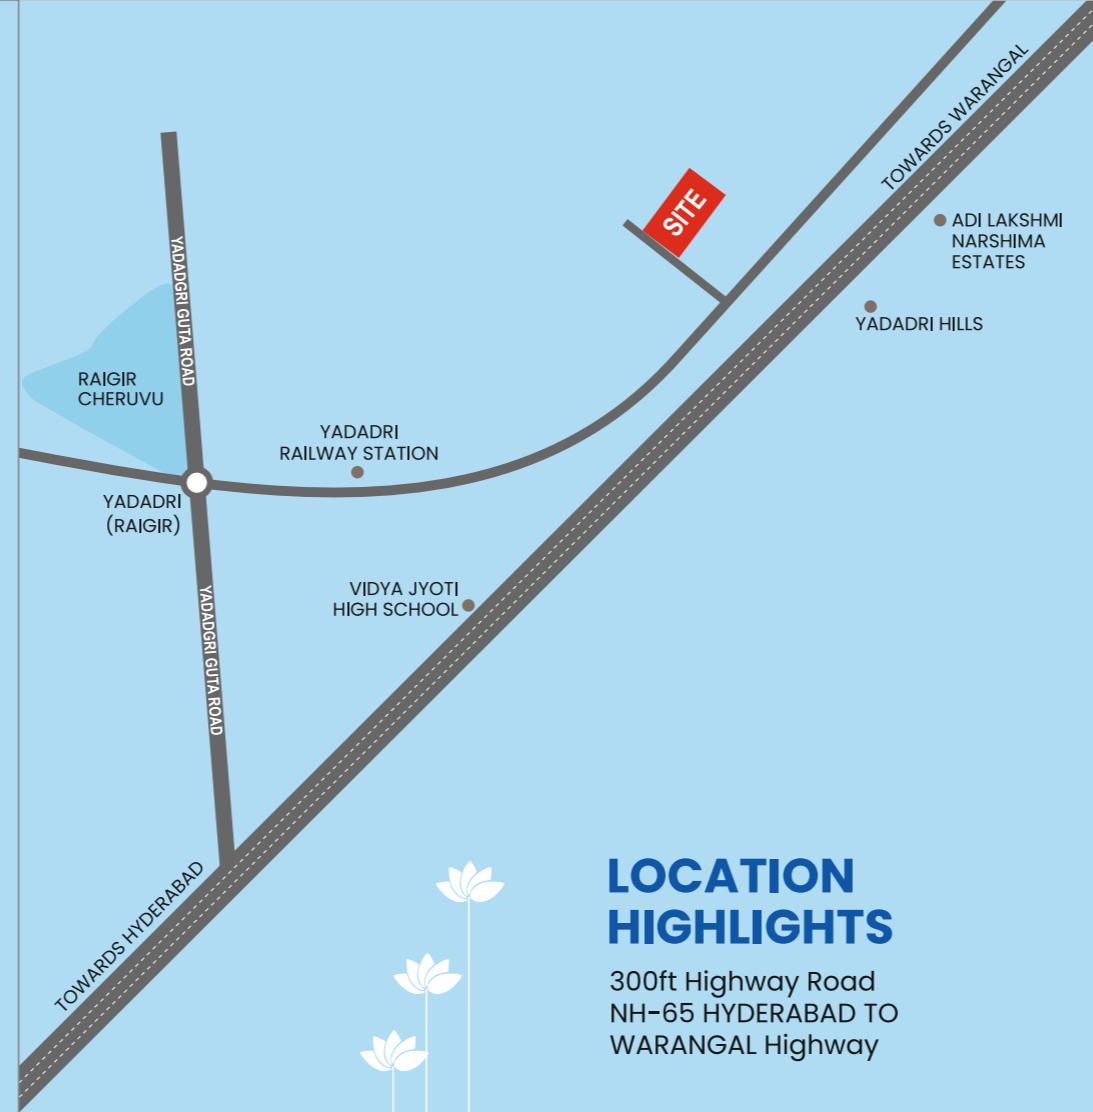 TOWARDS WARANGAL
SITE
ADI LAKSHMI
NARSHIMA
ESTATES
YADADRI HILLS
YADADGRI GUTA ROAD
RAIGIR
CHERUVU
YADADRI
RAILWAY STATION
YADADRI
(RAIGIR)
VIDYA JYOTI
HIGH SCHOOL
YADADGRI GUTA ROAD
TOWARDS HYDERABAD
LOCATION
HIGHLIGHTS
300ft Highway Road
NH-65 HYDERABAD TO
WARANGAL Highway